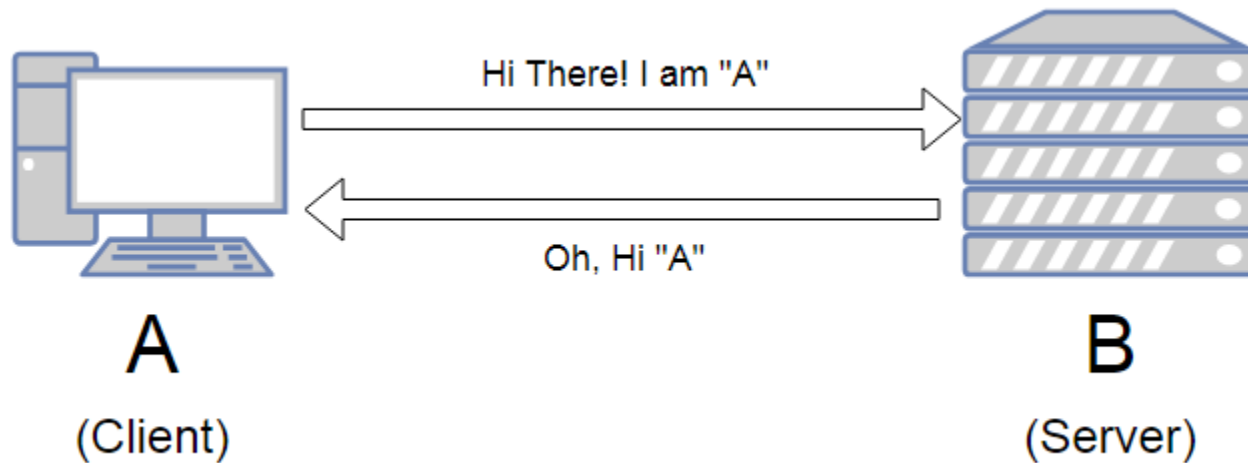 Hi There! I am "A"
Oh, Hi "A"
A
(Client)
B
(Server)